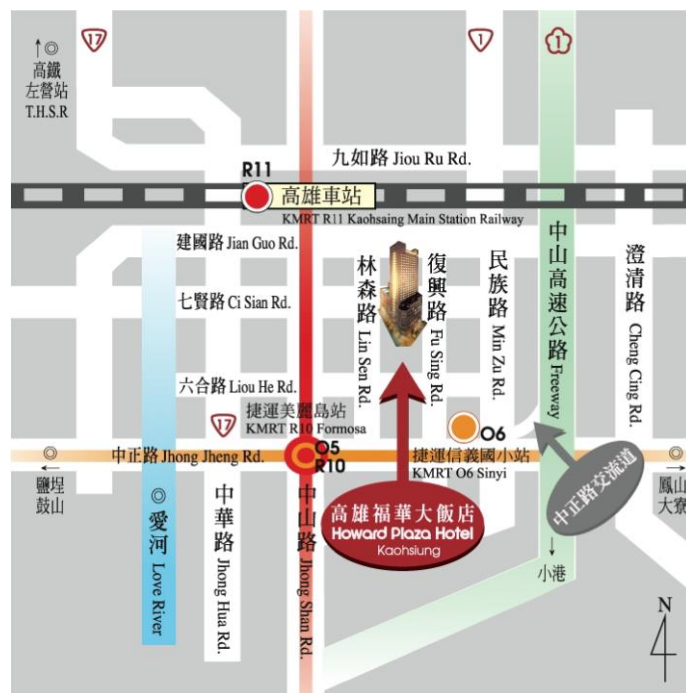 17
1
1
高鐵
左營站
T.H.S.R
九如路 Jiou Ru Rd.
R11
高雄車站
KMRT R11 Kaohsaing Main Station Railway
建國路 Jian Guo Rd.
七賢路 Ci Sian Rd.
六合路 Liou He Rd.
林森路 Lin Sen Rd.
復興路 Fu Sing Rd.
民族路 Min Zu Rd.
中山高速公路 Freeway
澄清路 Cheng Cing Rd.
17
捷運美麗島站
KMRT R10 Formosa
O5
R10
O6
捷運信義國小站
KMRT O6 Sinyi
中正路 Jhong Jheng Rd.
鹽埕
鼓山
鳳山
大寮
愛河 Love River
中華路 Jhong Hua Rd.
中山路 Jhong Shan Rd.
高雄福華大飯店
Howard Plaza Hotel
Kaohsiung
中正路交流道
小港
N